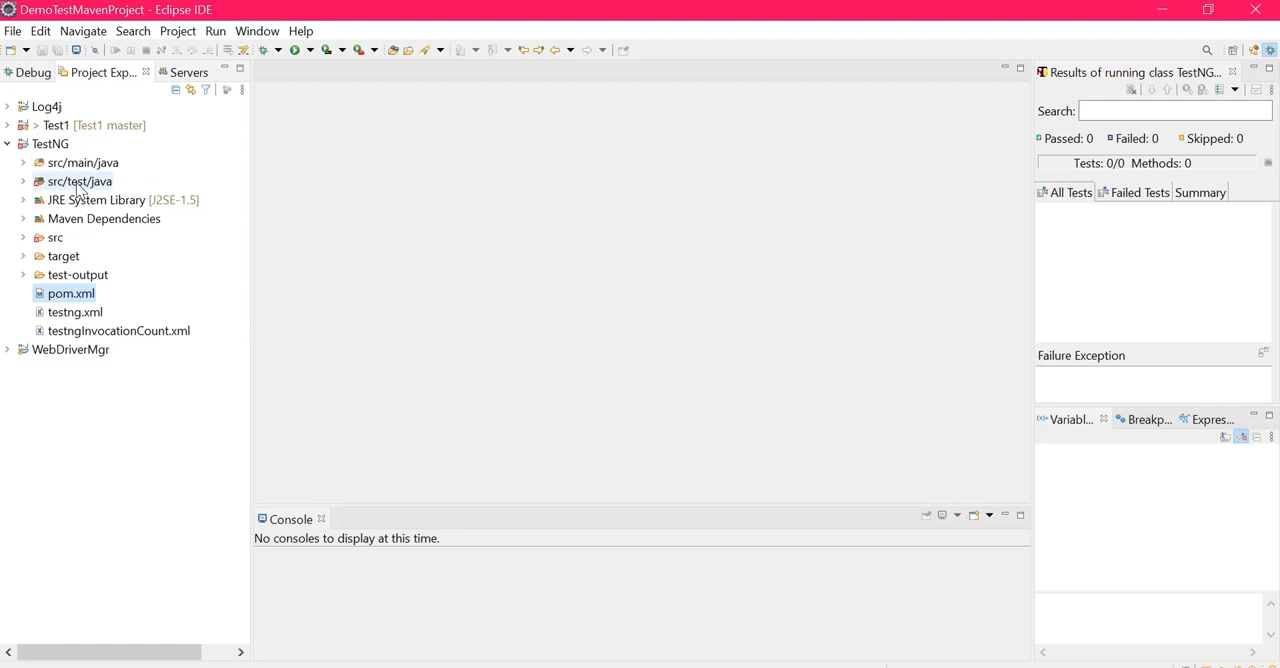 DemoTestMavenProject - Eclipse IDE
File Edit Navigate Search Project Run Window Help
Debug Project Exp... Servers
Log4j
> Test1 [Test1 master]
TestNG
src/main/java
src/test/java
JRE System Library [J2SE-1.5]
Maven Dependencies
src
target
test-output
pom.xml
testng.xml
testngInvocationCount.xml
WebDriverMgr
Console
No consoles to display at this time.
Results of running class TestNG...
Search:
Passed: 0 Failed: 0 Skipped: 0
Tests: 0/0 Methods: 0
All Tests Failed Tests Summary
Failure Exception
Variabl... Breakp... Expres...